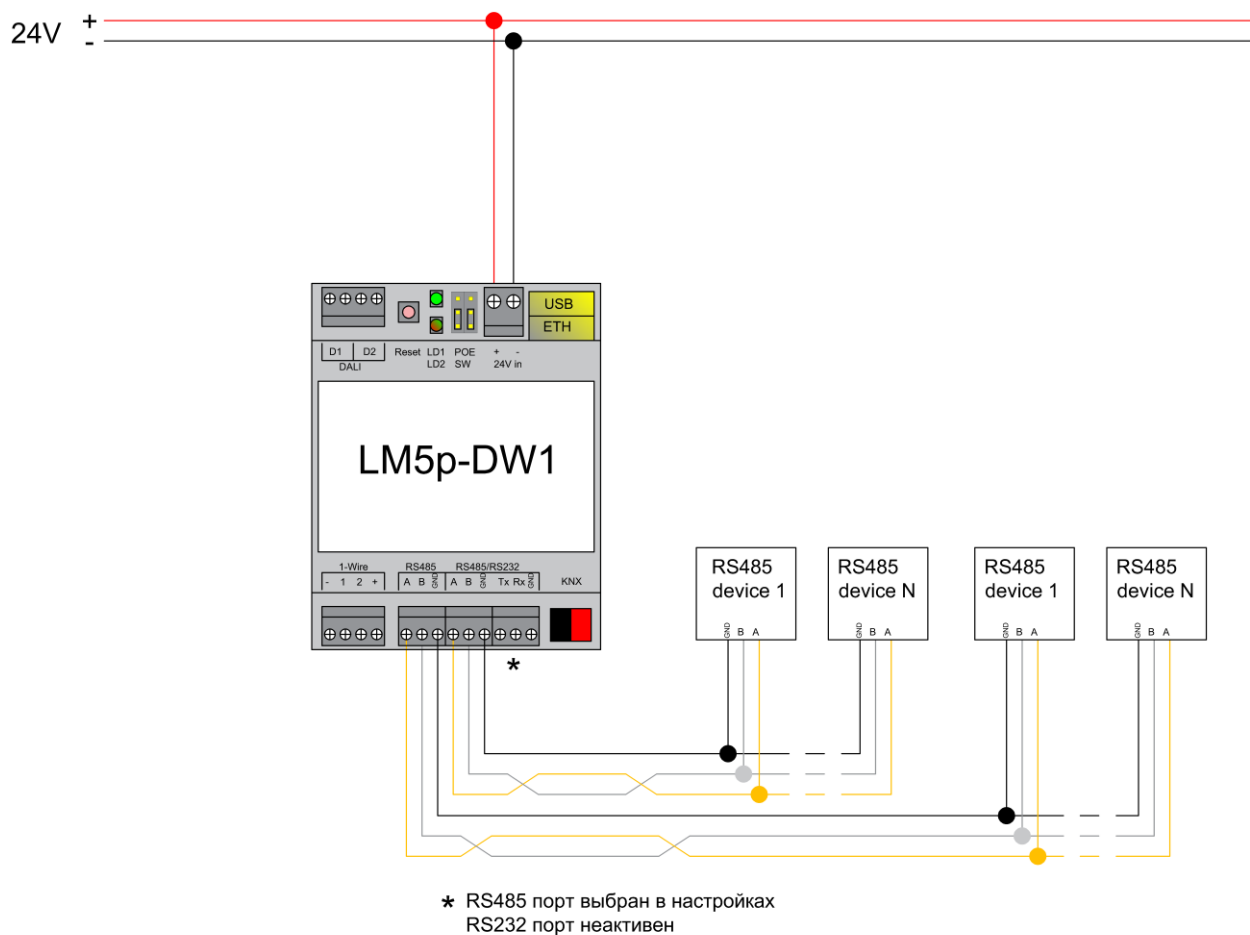 +
24V
-
USB
ETH
D1 D2 Reset LD1 POE + -
DALI LD2 SW 24V in
LM5p-DW1
1-Wire RS485 RS485/RS232
- 1 2 + A B GND A B GND Tx Rx GND KNX
*
RS485
device 1
GND B A
RS485
device N
GND B A
RS485
device 1
GND B A
RS485
device N
GND B A
* RS485 порт выбран в настройках
RS232 порт неактивен